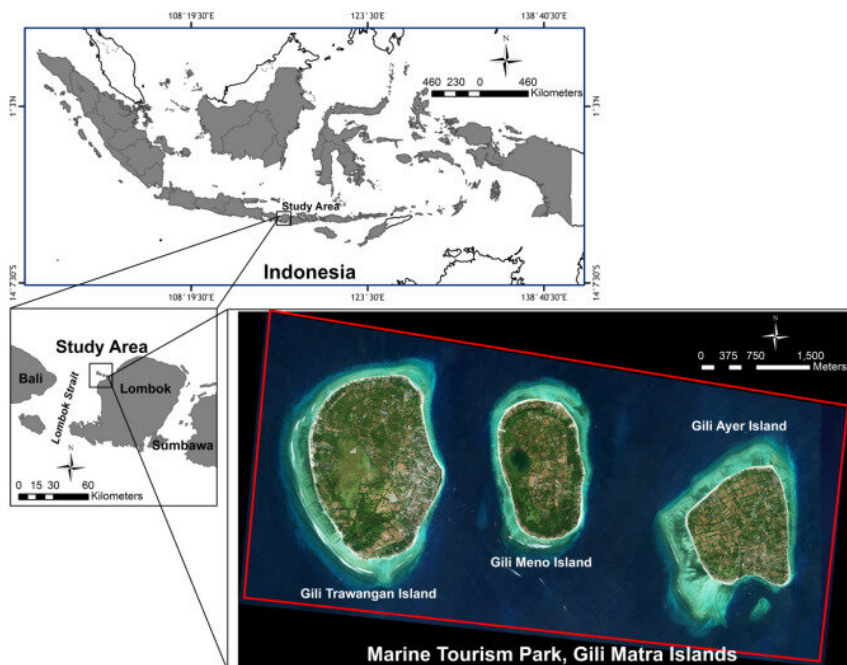 108°19'30"E 123°30"E 138°40'30"E
N
460 230 0 460
Kilometers
1°3'N
1°3'N
Study Area
Indonesia
14°7'30"S
14°7'30"S
108°19'30"E 123°30"E 138°40'30"E
Study Area
Bali
Lombok
Lombok Strait
Sumbawa
N
0 15 30 60
Kilometers
N
0 375 750 1,500
Meters
Gili Ayer Island
Gili Meno Island
Gili Trawangan Island
Marine Tourism Park, Gili Matra Islands